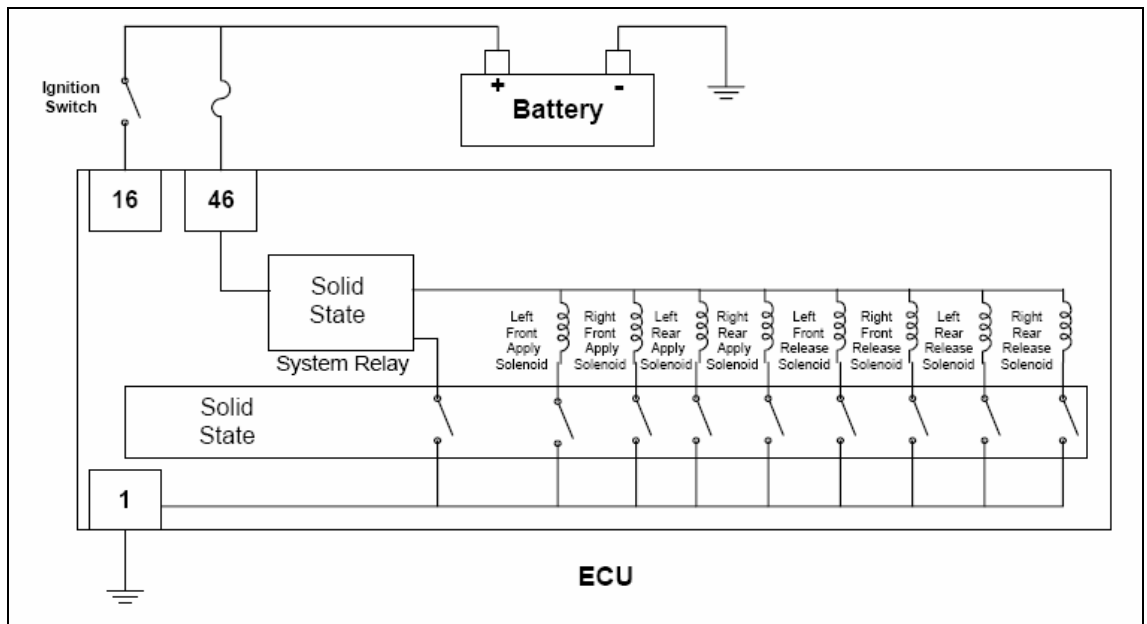 Ignition
Switch
+
-
Battery
16
46
Solid
State
System Relay
Left
Front
Apply
Solenoid
Right
Front
Apply
Solenoid
Left
Rear
Apply
Solenoid
Right
Rear
Apply
Solenoid
Left
Front
Release
Solenoid
Right
Front
Release
Solenoid
Left
Rear
Release
Solenoid
Right
Rear
Release
Solenoid
Solid
State
1
ECU